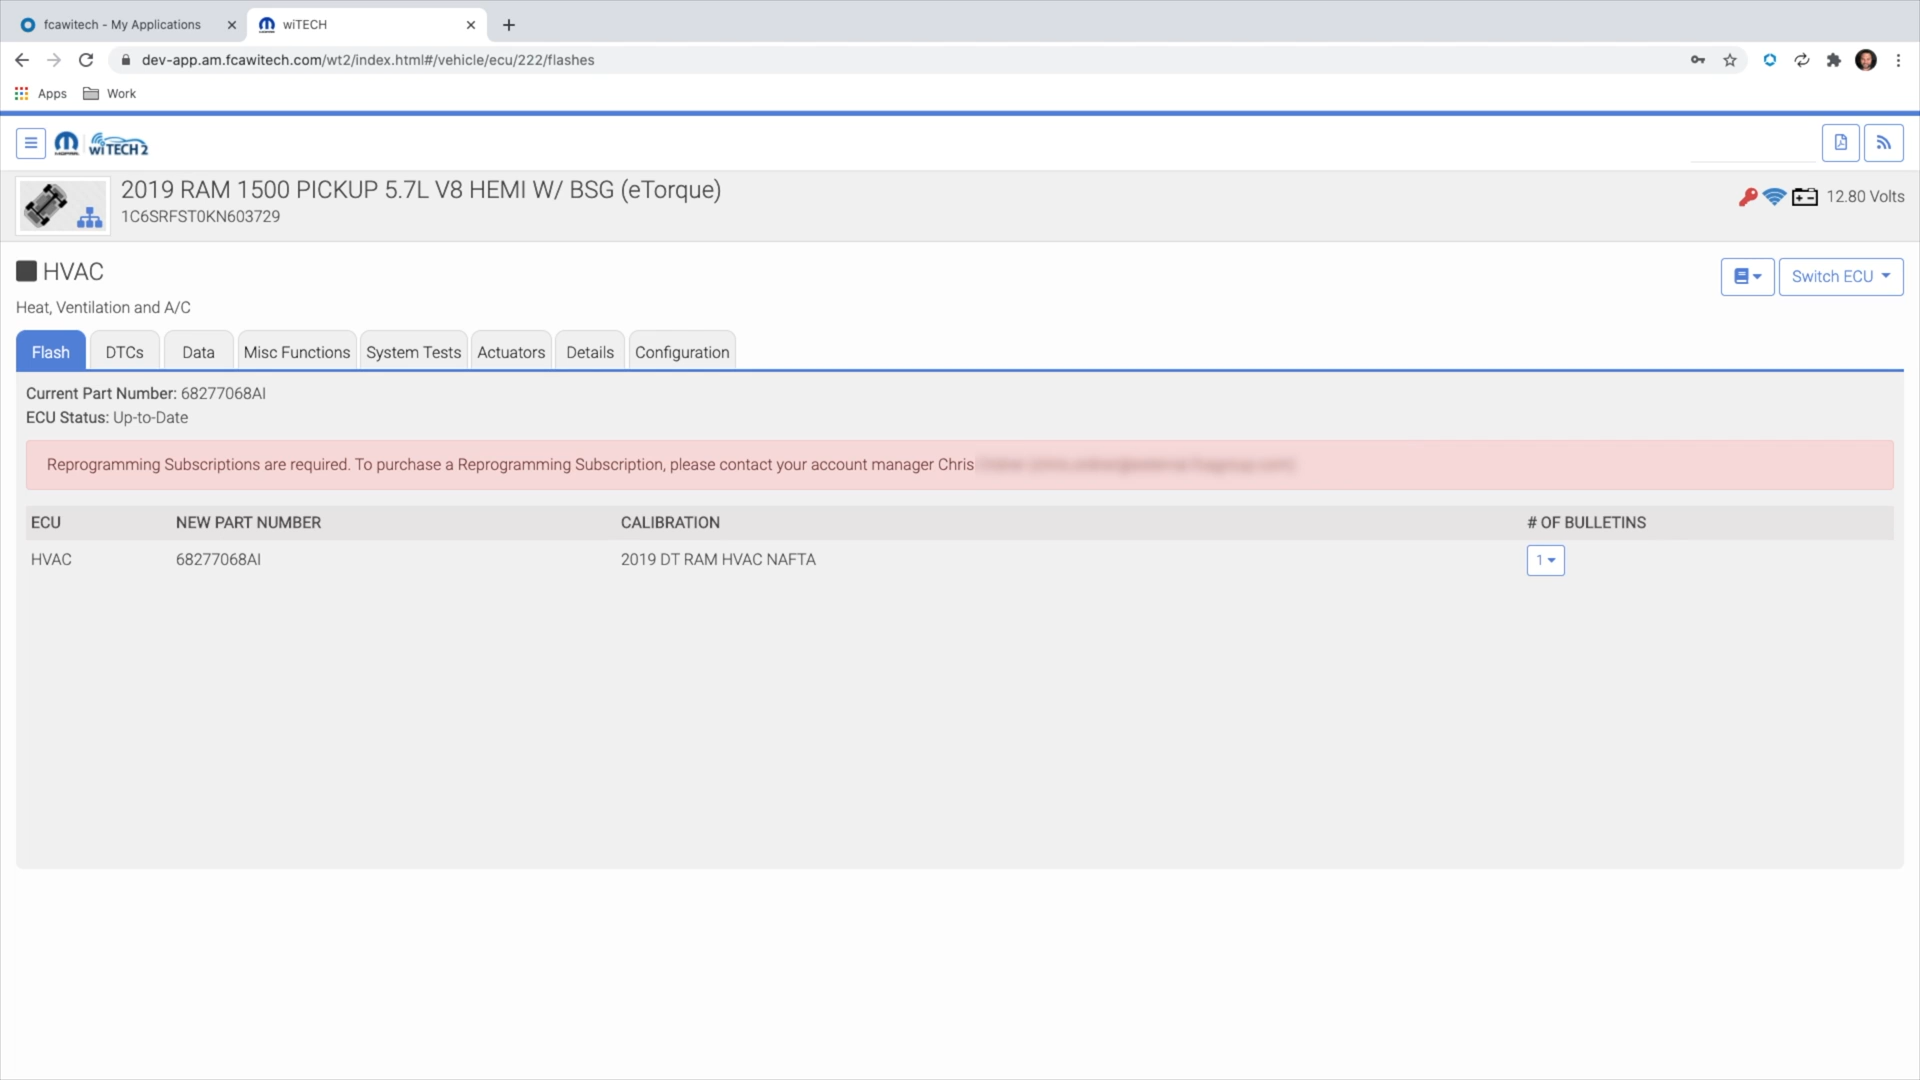 fcawitech - My Applications
wiTECH
dev-app.am.fcawitech.com/wt2/index.html#/vehicle/ecu/222/flashes
Apps
Work
wiTECH 2
2019 RAM 1500 PICKUP 5.7L V8 HEMI W/ BSG (eTorque)
1C6SRFST0KN603729
12.80 Volts
HVAC
Switch ECU
Heat, Ventilation and A/C
Flash
DTCs
Data
Misc Functions
System Tests
Actuators
Details
Configuration
Current Part Number: 68277068AI
ECU Status: Up-to-Date
Reprogramming Subscriptions are required. To purchase a Reprogramming Subscription, please contact your account manager Chris
ECU NEW PART NUMBER CALIBRATION # OF BULLETINS
HVAC 68277068AI 2019 DT RAM HVAC NAFTA 1